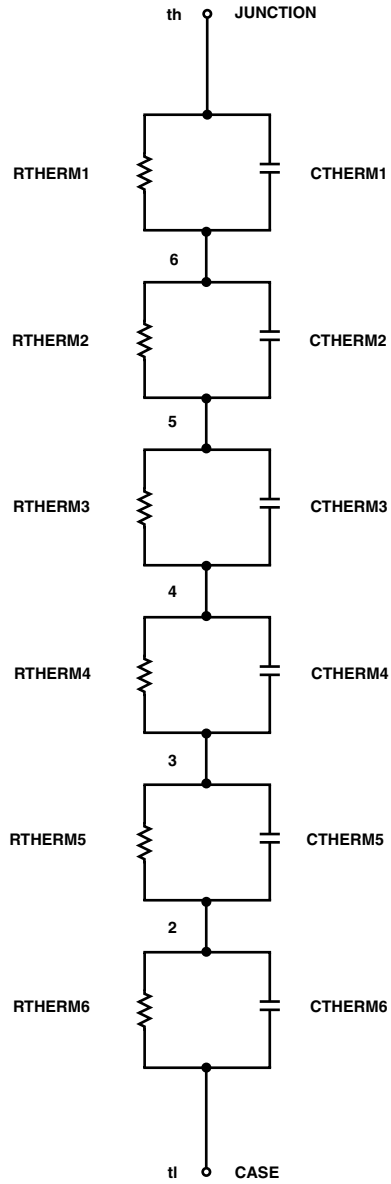 th JUNCTION
RTHERM1 CTHERM1
6
RTHERM2 CTHERM2
5
RTHERM3 CTHERM3
4
RTHERM4 CTHERM4
3
RTHERM5 CTHERM5
2
RTHERM6 CTHERM6
tl CASE